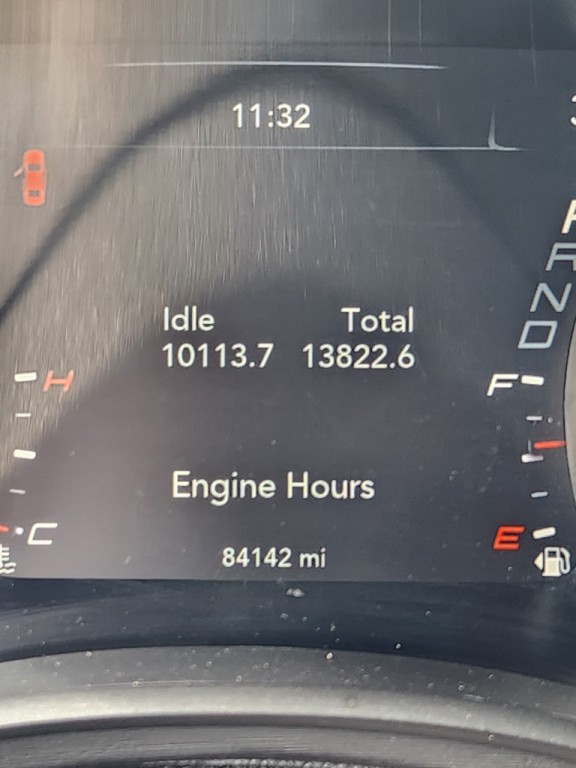 11:32
R
N
D
Idle Total
10113.7 13822.6
H F
Engine Hours
C E
84142 mi